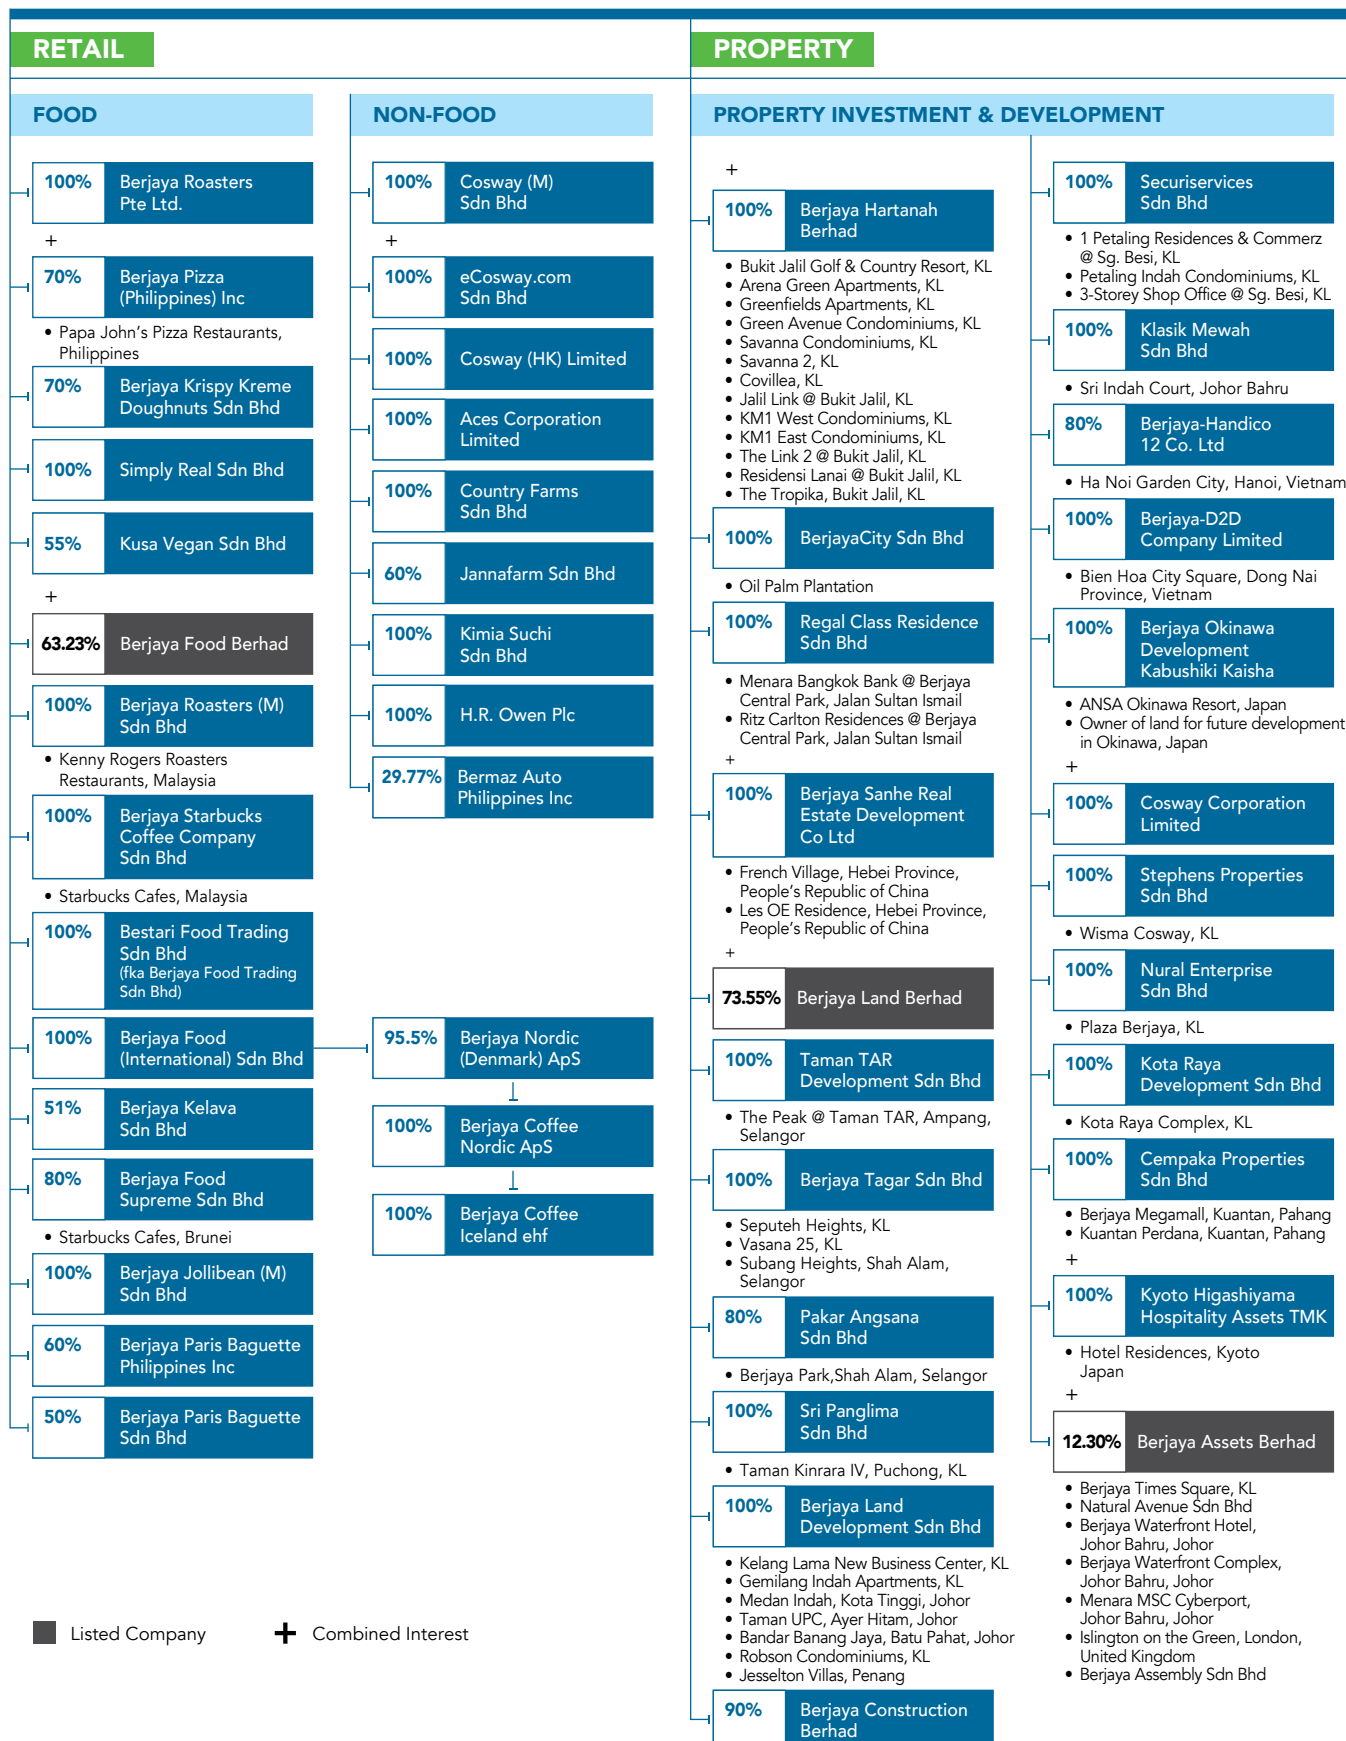 RETAIL
FOOD
100%
Berjaya Roasters
Pte Ltd.
+
70%
Berjaya Pizza
(Philippines) Inc
• Papa John's Pizza Restaurants,
Philippines
70%
Berjaya Krispy Kreme
Doughnuts Sdn Bhd
100%
Simply Real Sdn Bhd
55%
Kusa Vegan Sdn Bhd
+
63.23%
Berjaya Food Berhad
100%
Berjaya Roasters (M)
Sdn Bhd
• Kenny Rogers Roasters
Restaurants, Malaysia
100%
Berjaya Starbucks
Coffee Company
Sdn Bhd
• Starbucks Cafes, Malaysia
100%
Bestari Food Trading
Sdn Bhd
(fka Berjaya Food Trading
Sdn Bhd)
100%
Berjaya Food
(International) Sdn Bhd
51%
Berjaya Kelava
Sdn Bhd
80%
Berjaya Food
Supreme Sdn Bhd
• Starbucks Cafes, Brunei
100%
Berjaya Jollibean (M)
Sdn Bhd
60%
Berjaya Paris Baguette
Philippines Inc
50%
Berjaya Paris Baguette
Sdn Bhd
NON-FOOD
100%
Cosway (M)
Sdn Bhd
+
100%
eCosway.com
Sdn Bhd
100%
Cosway (HK) Limited
100%
Aces Corporation
Limited
100%
Country Farms
Sdn Bhd
60%
Jannafarm Sdn Bhd
100%
Kimia Suchi
Sdn Bhd
100%
H.R. Owen Plc
29.77%
Bermaz Auto
Philippines Inc
95.5%
Berjaya Nordic
(Denmark) ApS
100%
Berjaya Coffee
Nordic ApS
100%
Berjaya Coffee
Iceland ehf
PROPERTY
PROPERTY INVESTMENT & DEVELOPMENT
+
100%
Berjaya Hartanah
Berhad
• Bukit Jalil Golf & Country Resort, KL
• Arena Green Apartments, KL
• Greenfields Apartments, KL
• Green Avenue Condominiums, KL
• Savanna Condominiums, KL
• Savanna 2, KL
• Covillea, KL
• Jalil Link @ Bukit Jalil, KL
• KM1 West Condominiums, KL
• KM1 East Condominiums, KL
• The Link 2 @ Bukit Jalil, KL
• Residensi Lanai @ Bukit Jalil, KL
• The Tropika, Bukit Jalil, KL
100%
BerjayaCity Sdn Bhd
• Oil Palm Plantation
100%
Regal Class Residence
Sdn Bhd
• Menara Bangkok Bank @ Berjaya
Central Park, Jalan Sultan Ismail
• Ritz Carlton Residences @ Berjaya
Central Park, Jalan Sultan Ismail
+
100%
Berjaya Sanhe Real
Estate Development
Co Ltd
• French Village, Hebei Province,
People's Republic of China
• Les OE Residence, Hebei Province,
People's Republic of China
+
73.55%
Berjaya Land Berhad
100%
Taman TAR
Development Sdn Bhd
• The Peak @ Taman TAR, Ampang,
Selangor
100%
Berjaya Tagar Sdn Bhd
• Seputeh Heights, KL
• Vasana 25, KL
• Subang Heights, Shah Alam,
Selangor
80%
Pakar Angsana
Sdn Bhd
• Berjaya Park,Shah Alam, Selangor
100%
Sri Panglima
Sdn Bhd
• Taman Kinrara IV, Puchong, KL
100%
Berjaya Land
Development Sdn Bhd
• Kelang Lama New Business Center, KL
• Gemilang Indah Apartments, KL
• Medan Indah, Kota Tinggi, Johor
• Taman UPC, Ayer Hitam, Johor
• Bandar Banang Jaya, Batu Pahat, Johor
• Robson Condominiums, KL
• Jesselton Villas, Penang
90%
Berjaya Construction
Berhad
100%
Securiservices
Sdn Bhd
• 1 Petaling Residences & Commerz
@ Sg. Besi, KL
• Petaling Indah Condominiums, KL
• 3-Storey Shop Office @ Sg. Besi, KL
100%
Klasik Mewah
Sdn Bhd
• Sri Indah Court, Johor Bahru
80%
Berjaya-Handico
12 Co. Ltd
• Ha Noi Garden City, Hanoi, Vietnam
100%
Berjaya-D2D
Company Limited
• Bien Hoa City Square, Dong Nai
Province, Vietnam
100%
Berjaya Okinawa
Development
Kabushiki Kaisha
• ANSA Okinawa Resort, Japan
• Owner of land for future development
in Okinawa, Japan
+
100%
Cosway Corporation
Limited
100%
Stephens Properties
Sdn Bhd
• Wisma Cosway, KL
100%
Nural Enterprise
Sdn Bhd
• Plaza Berjaya, KL
100%
Kota Raya
Development Sdn Bhd
• Kota Raya Complex, KL
100%
Cempaka Properties
Sdn Bhd
• Berjaya Megamall, Kuantan, Pahang
• Kuantan Perdana, Kuantan, Pahang
+
100%
Kyoto Higashiyama
Hospitality Assets TMK
• Hotel Residences, Kyoto
Japan
+
12.30%
Berjaya Assets Berhad
• Berjaya Times Square, KL
• Natural Avenue Sdn Bhd
• Berjaya Waterfront Hotel,
Johor Bahru, Johor
• Berjaya Waterfront Complex,
Johor Bahru, Johor
• Menara MSC Cyberport,
Johor Bahru, Johor
• Islington on the Green, London,
United Kingdom
• Berjaya Assembly Sdn Bhd
Listed Company
+ Combined Interest